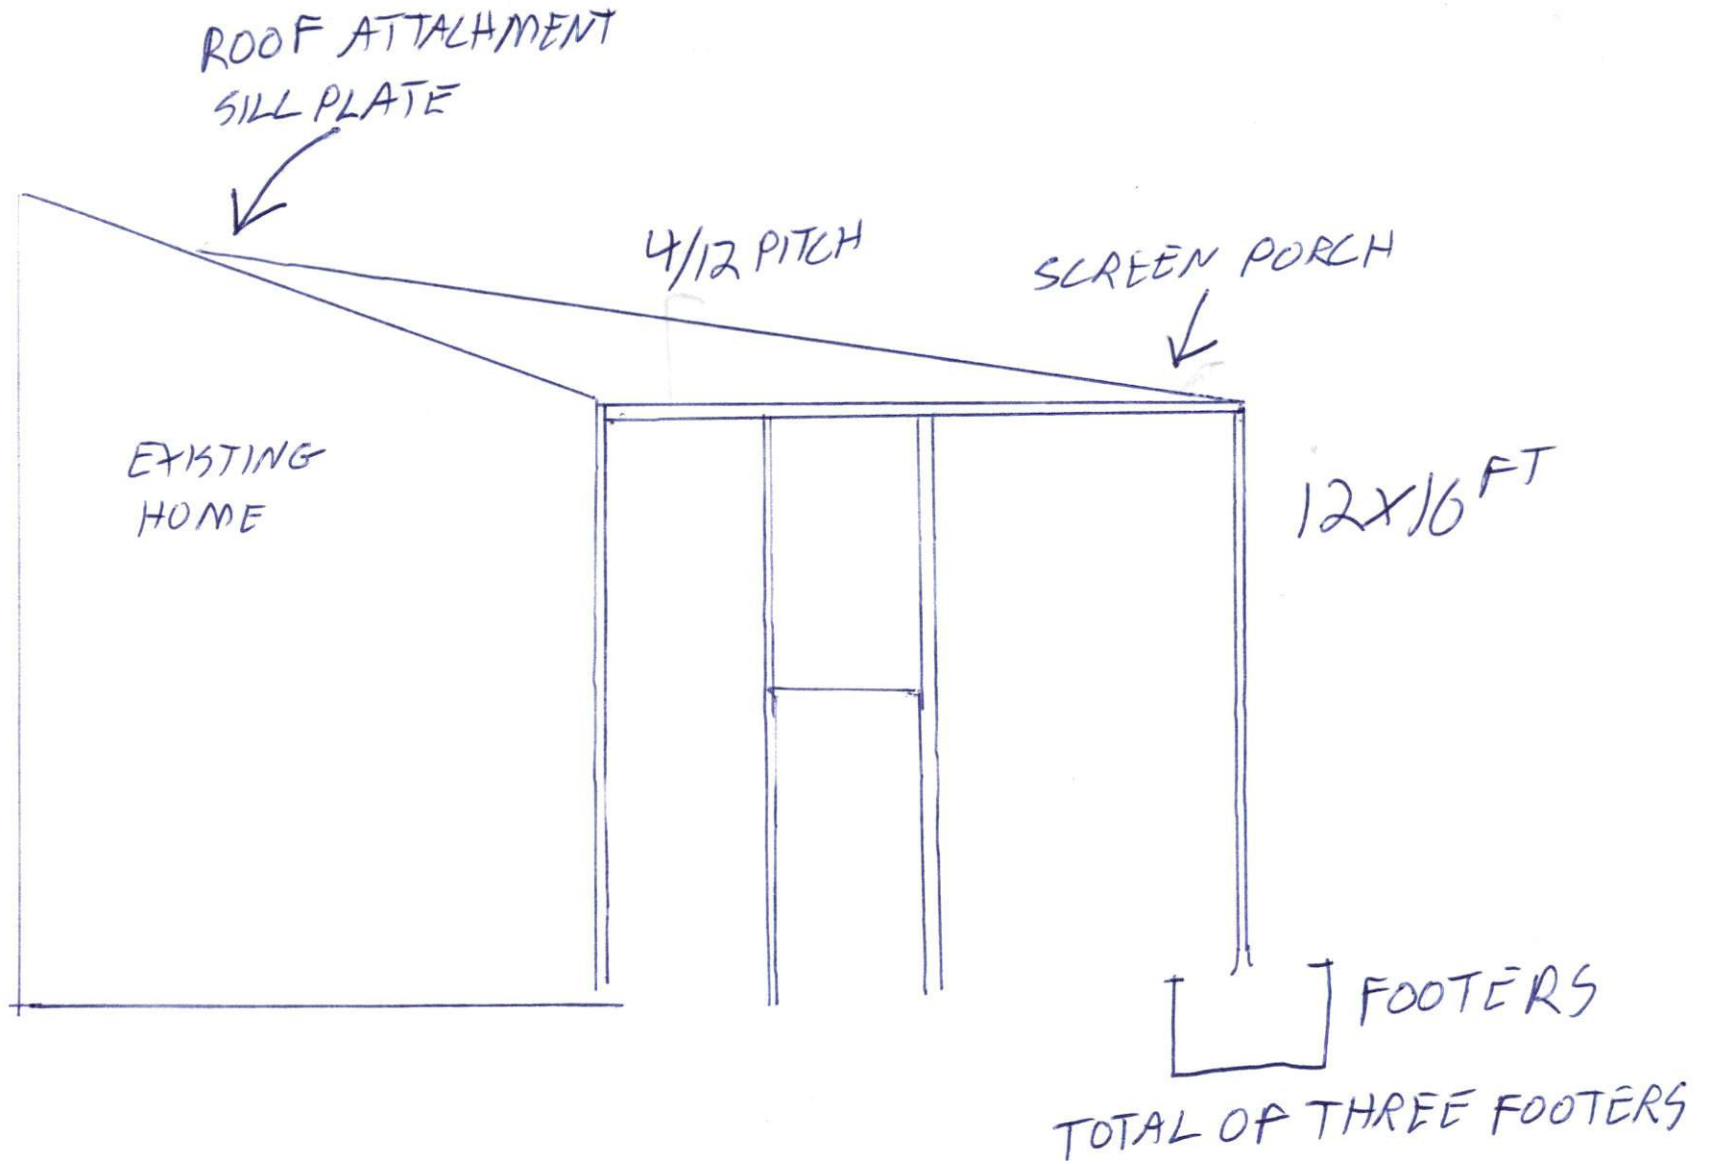 ROOF ATTACHMENT
SILL PLATE
4/12 PITCH
SCREEN PORCH
EXISTING
HOME
12X16 FT
FOOTERS
TOTAL OF THREE FOOTERS